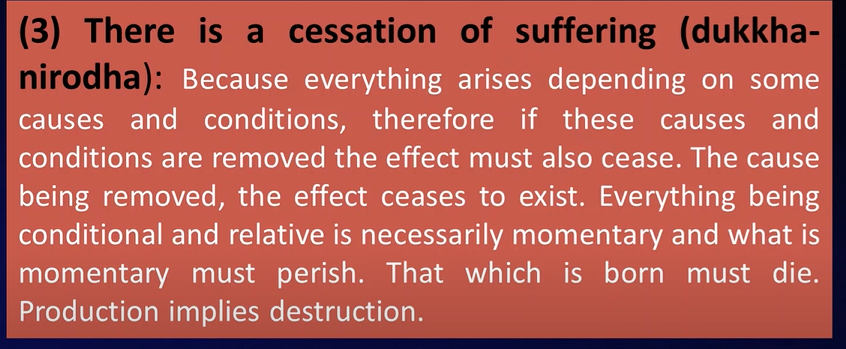 (3) There is a cessation of suffering (dukkha-
nirodha): Because everything arises depending on some
causes and conditions, therefore if these causes and
conditions are removed the effect must also cease. The cause
being removed, the effect ceases to exist. Everything being
conditional and relative is necessarily momentary and what is
momentary must perish. That which is born must die.
Production implies destruction.